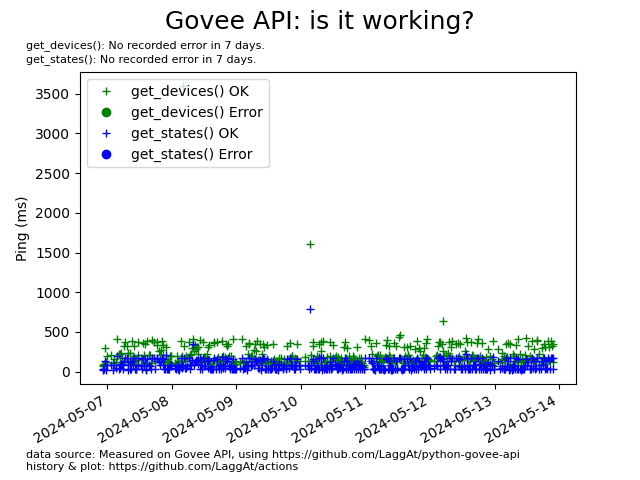 Govee API: is it working?
get_devices(): No recorded error in 7 days.
get_states(): No recorded error in 7 days.
get_devices() OK
get_devices() Error
get_states() OK
get_states() Error
Ping (ms)
3500
3000
2500
2000
1500
1000
500
0
2024-05-07
2024-05-08
2024-05-09
2024-05-10
2024-05-11
2024-05-12
2024-05-13
2024-05-14
data source: Measured on Govee API, using https://github.com/LaggAt/python-govee-api
history & plot: https://github.com/LaggAt/actions